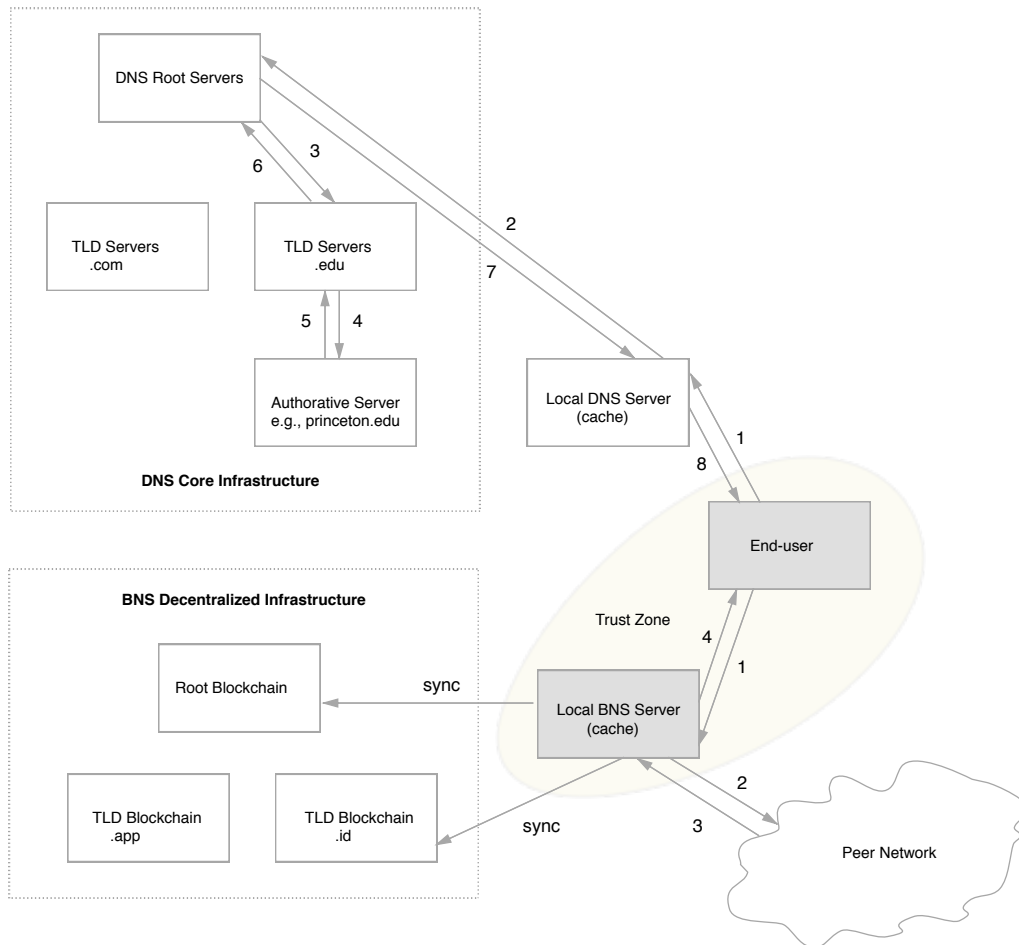 DNS Root Servers
3
6
2
TLD Servers
.com
TLD Servers
.edu
7
5
4
Authorative Server
e.g., princeton.edu
Local DNS Server
(cache)
1
8
DNS Core Infrastructure
End-user
BNS Decentralized Infrastructure
Trust Zone
4
1
Root Blockchain
sync
Local BNS Server
(cache)
2
TLD Blockchain
.app
TLD Blockchain
.id
sync
3
Peer Network